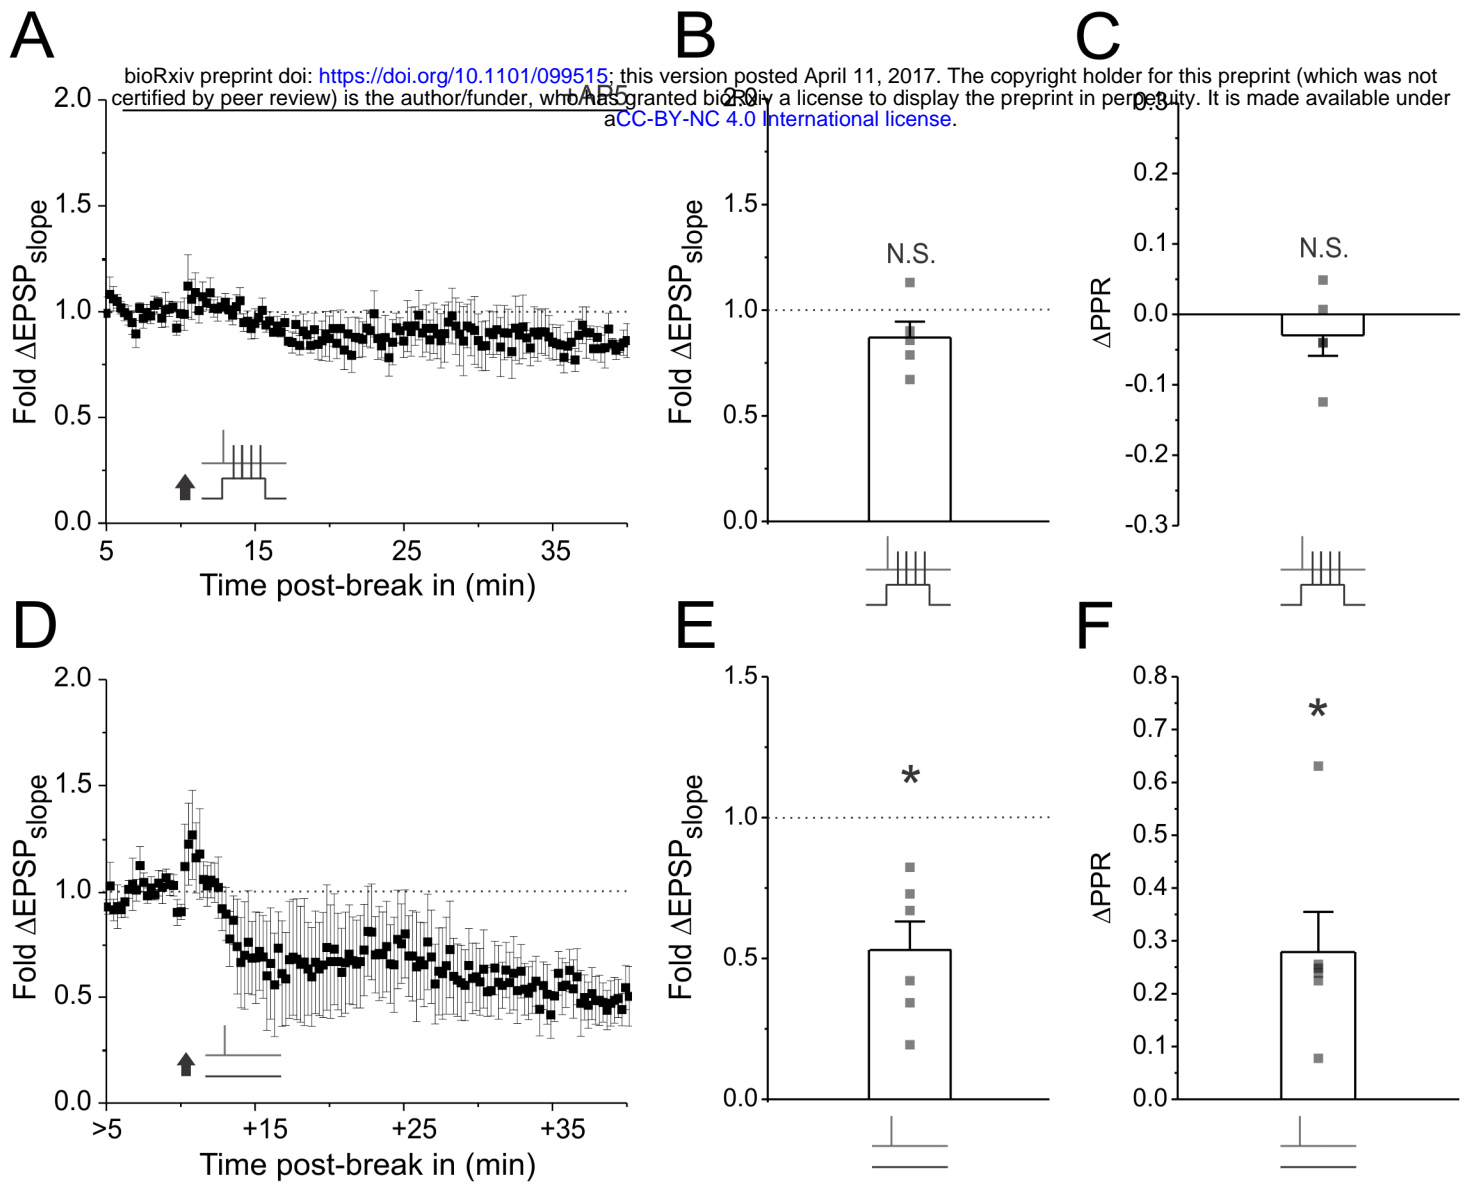 A
B
C
bioRxiv preprint doi: https://doi.org/10.1101/099515; this version posted April 11, 2017. The copyright holder for this preprint (which was not
certified by peer review) is the author/funder, who has granted bioRxiv a license to display the preprint in perpetuity. It is made available under
aCC-BY-NC 4.0 International license.
+AP5
2.0
1.5
1.0
0.5
0.0
Fold ΔEPSPslope
5
15
25
35
Time post-break in (min)
2.0
1.5
1.0
0.5
0.0
Fold ΔEPSPslope
N.S.
0.3
0.2
0.1
0.0
-0.1
-0.2
-0.3
ΔPPR
N.S.
D
E
F
2.0
1.5
1.0
0.5
0.0
Fold ΔEPSPslope
>5
+15
+25
+35
Time post-break in (min)
1.5
1.0
0.5
0.0
Fold ΔEPSPslope
*
0.8
0.7
0.6
0.5
0.4
0.3
0.2
0.1
0.0
ΔPPR
*